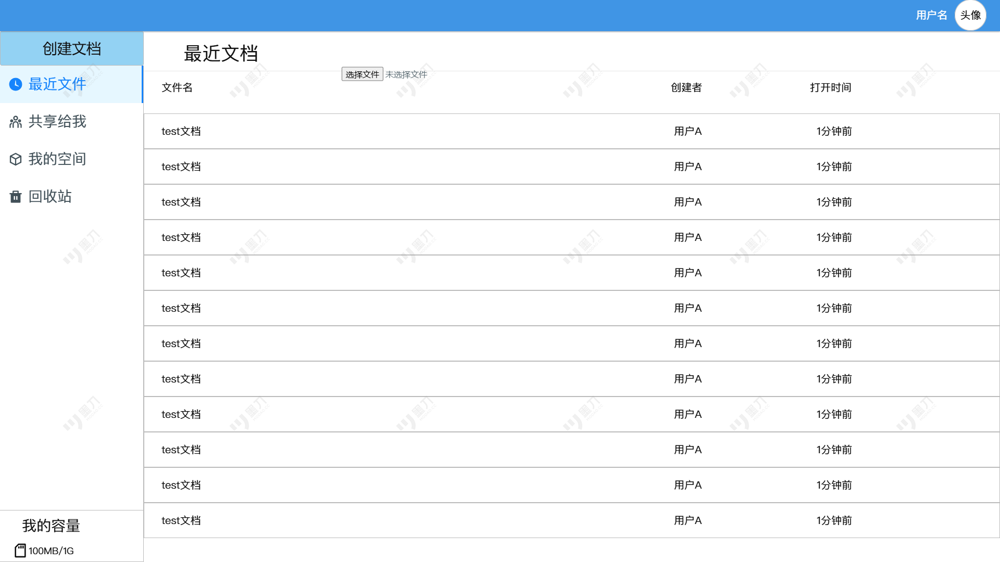 用户名 头像
创建文档
最近文件
共享给我
我的空间
回收站
我的容量
100MB/1G
最近文档
选择文件 未选择文件
文件名 创建者 打开时间
test文档 用户A 1分钟前
test文档 用户A 1分钟前
test文档 用户A 1分钟前
test文档 用户A 1分钟前
test文档 用户A 1分钟前
test文档 用户A 1分钟前
test文档 用户A 1分钟前
test文档 用户A 1分钟前
test文档 用户A 1分钟前
test文档 用户A 1分钟前
test文档 用户A 1分钟前
test文档 用户A 1分钟前
墨刀